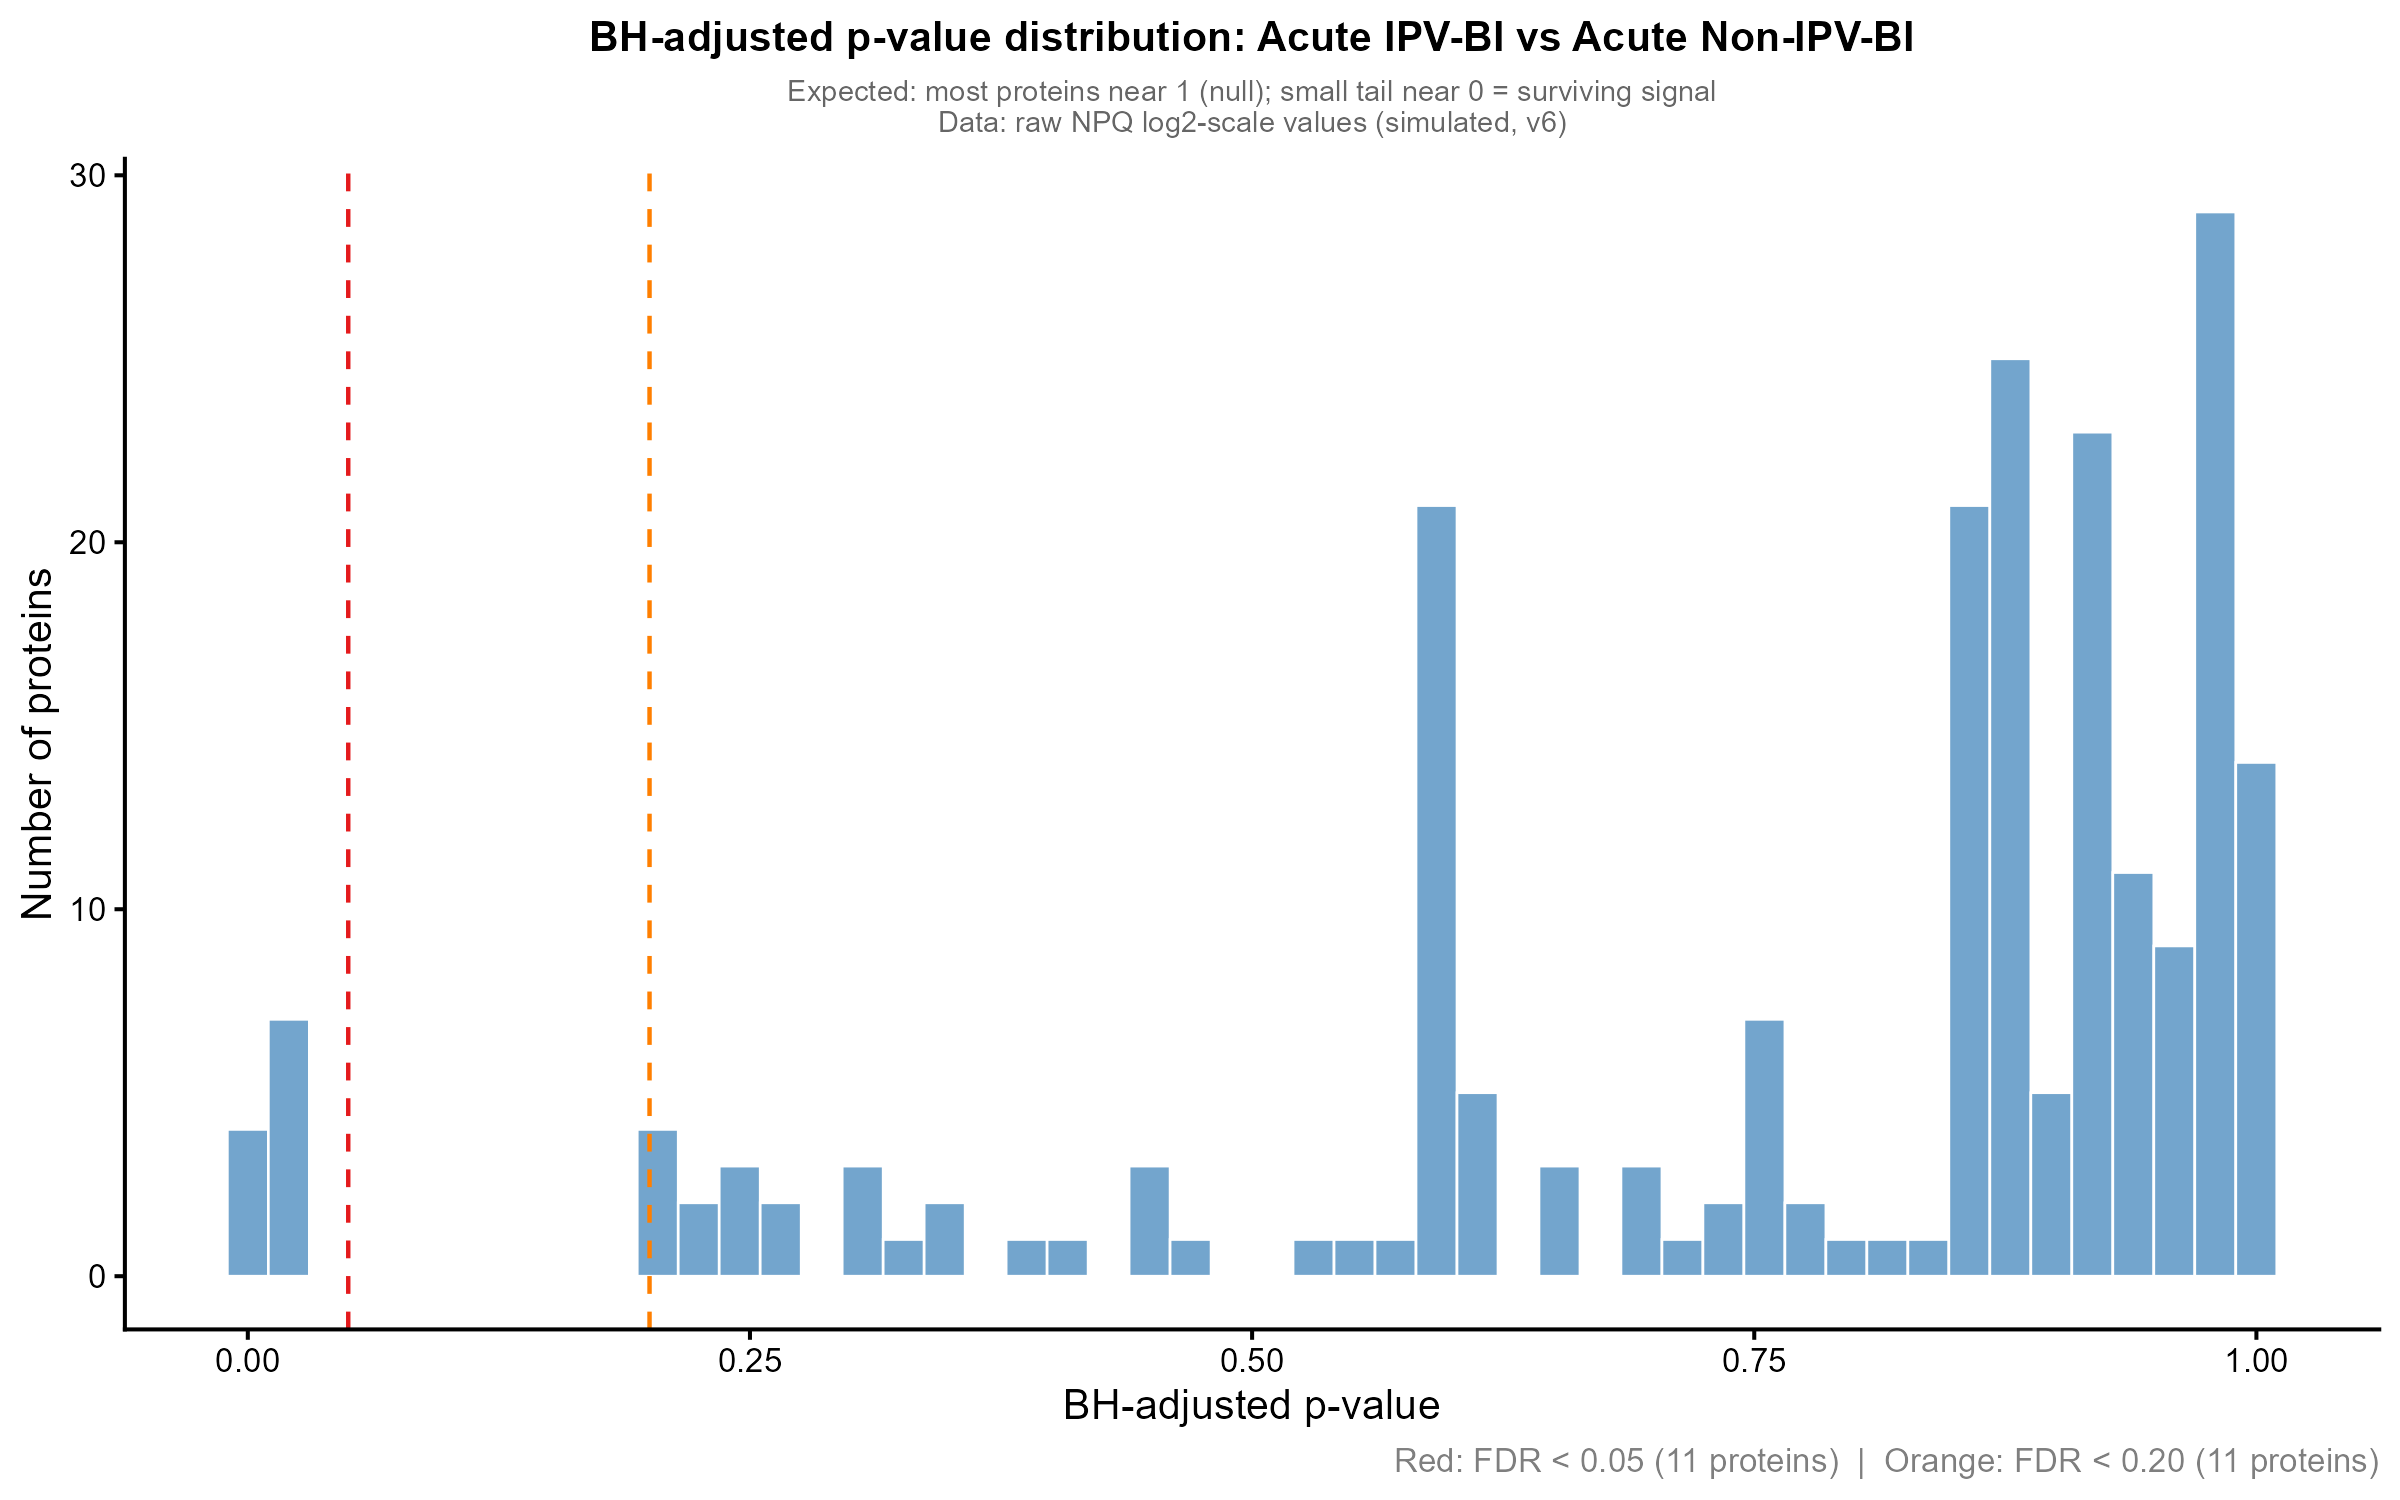 BH-adjusted p-value distribution: Acute IPV-BI vs Acute Non-IPV-BI
Expected: most proteins near 1 (null); small tail near 0 = surviving signal
Data: raw NPQ log2-scale values (simulated, v6)
Number of proteins
30
20
10
0
0.00
0.25
0.50
0.75
1.00
BH-adjusted p-value
Red: FDR < 0.05 (11 proteins) | Orange: FDR < 0.20 (11 proteins)